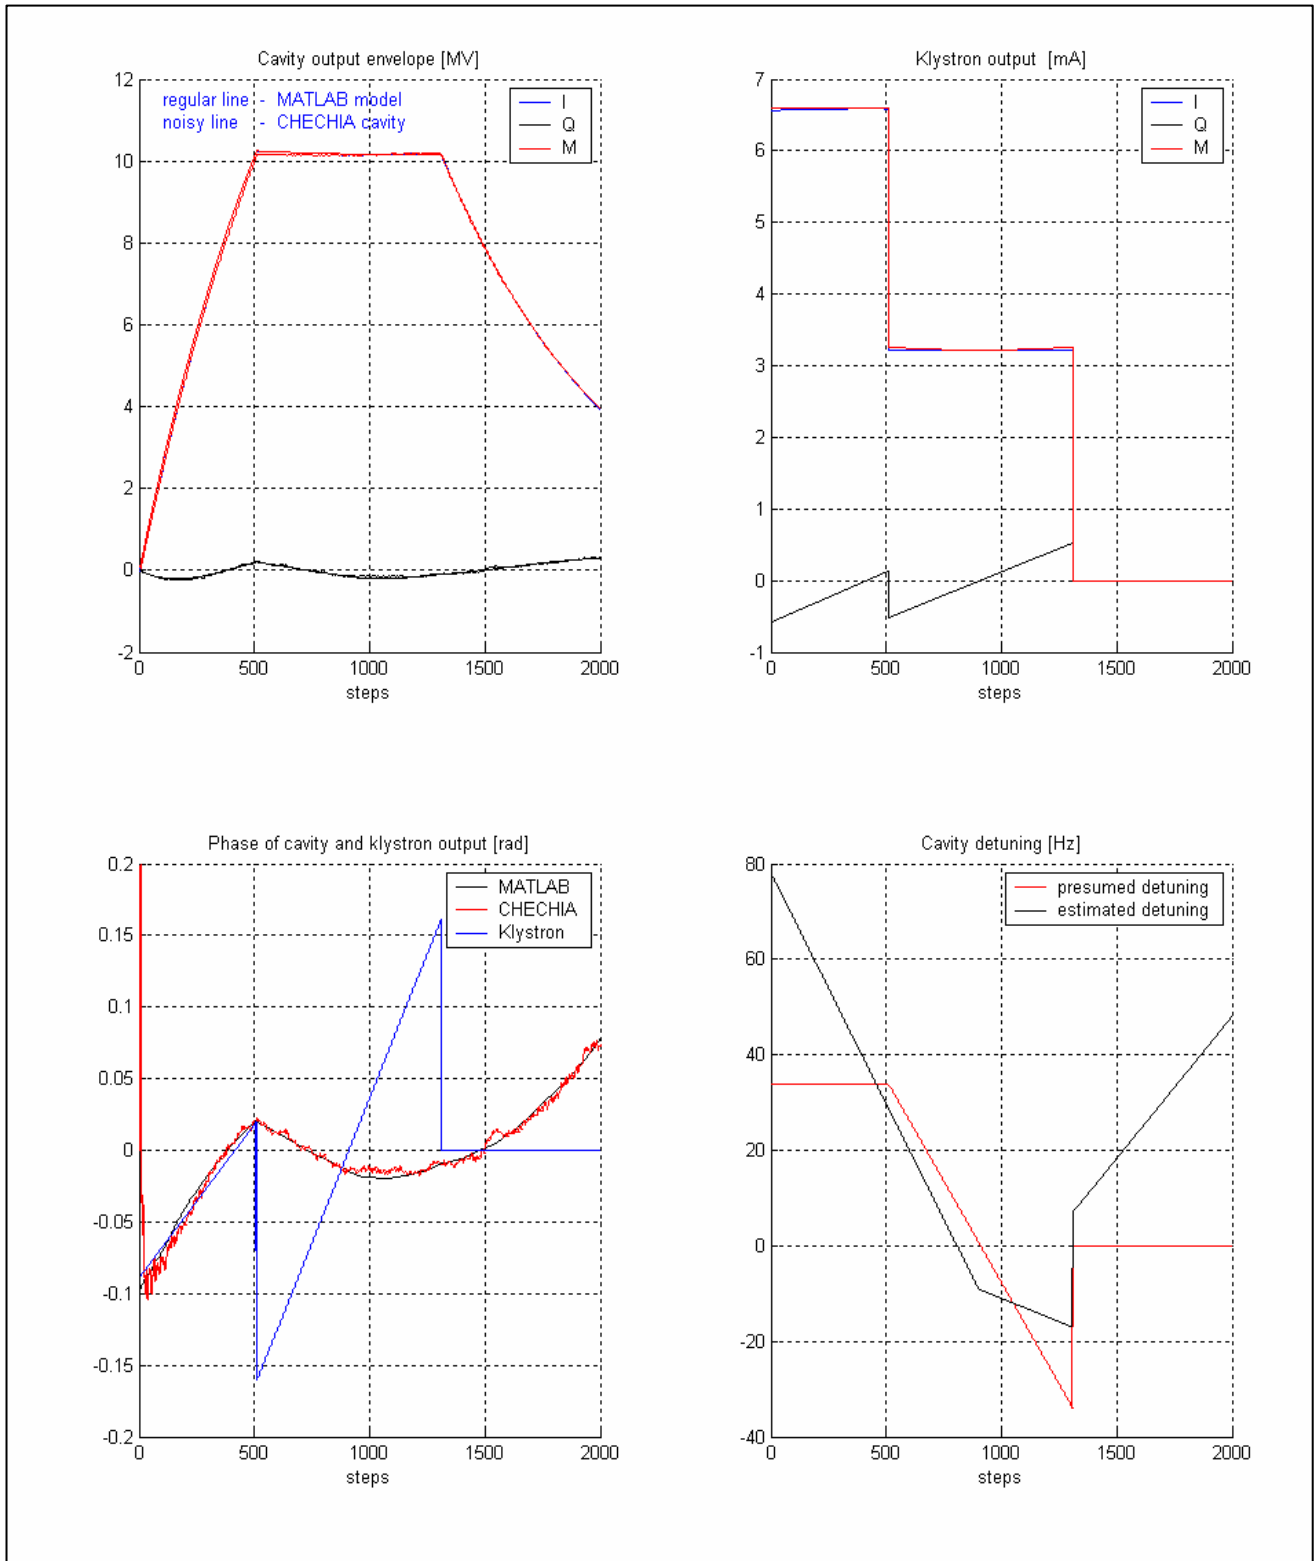 Cavity output envelope [MV]
12
10
8
6
4
2
0
-2
regular line - MATLAB model
noisy line - CHECHIA cavity
I
Q
M
0 500 1000 1500 2000
steps
Klystron output [mA]
7
6
5
4
3
2
1
0
-1
I
Q
M
0 500 1000 1500 2000
steps
Phase of cavity and klystron output [rad]
0.2
0.15
0.1
0.05
0
-0.05
-0.1
-0.15
-0.2
MATLAB
CHECHIA
Klystron
0 500 1000 1500 2000
steps
Cavity detuning [Hz]
80
60
40
20
0
-20
-40
presumed detuning
estimated detuning
0 500 1000 1500 2000
steps